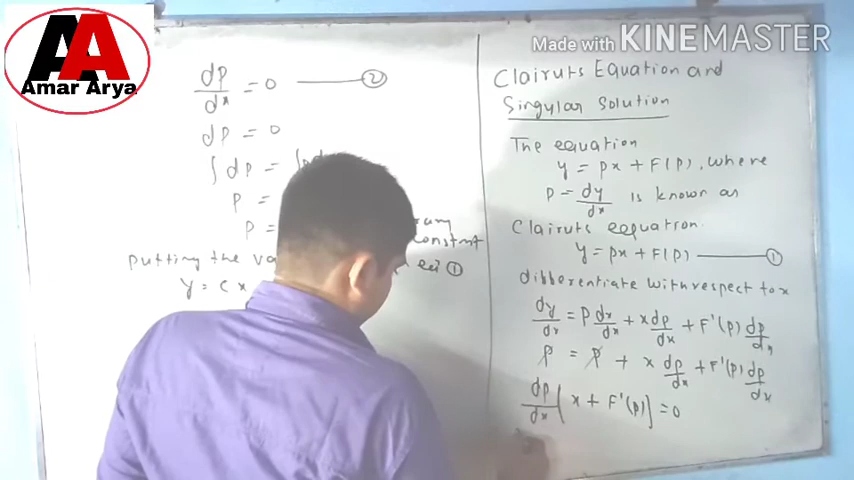 AA
Amar Arya
Made with KINEMASTER
dp/dx = 0 ——— ②
dp = 0
∫dp =
P =
P =
constant
putting the eq ①
y = c x
Clairuts Equation and
Singular Solution
The equation
y = px + F(p), where
P = dy/dx is known as
Clairuts equation.
y = px + F(p) ——— ①
differentiate with respect to x
dy/dx = P dx/dx + x dp/dx + F'(p) dp/dx
P = P + x dp/dx + F'(p) dp/dx
dp/dx [x + F'(p)] = 0